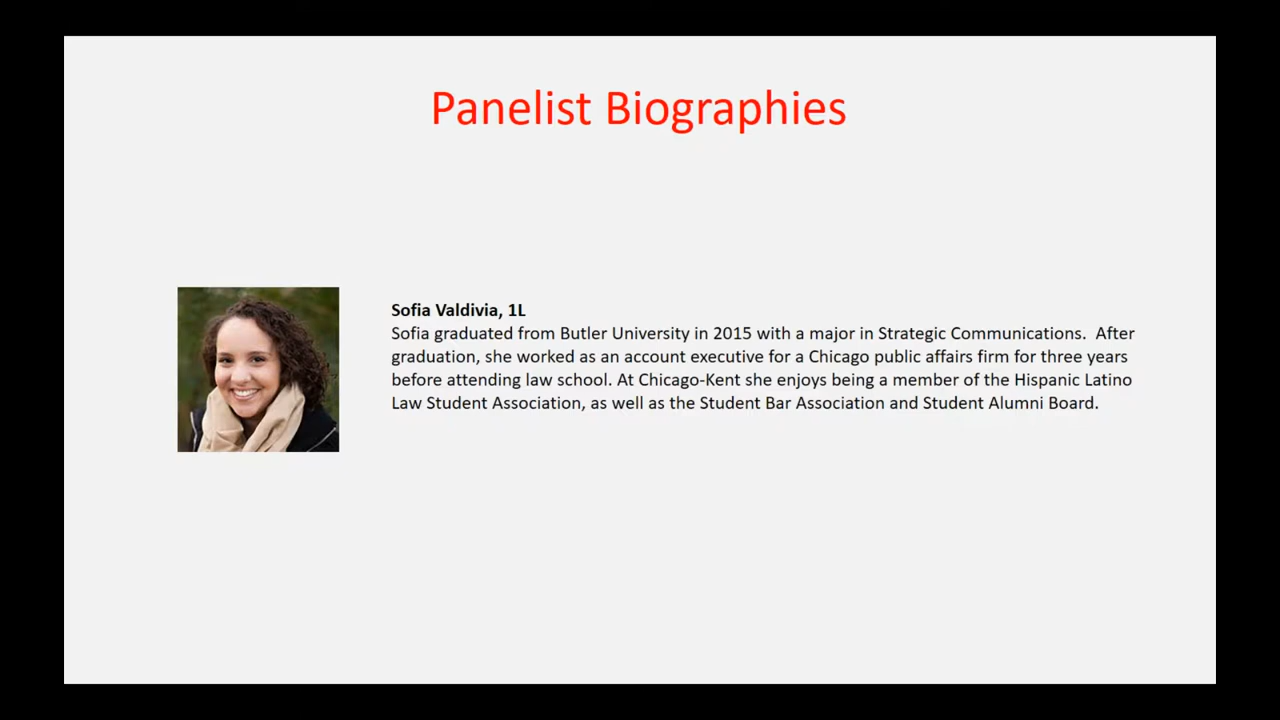 Panelist Biographies
Sofia Valdivia, 1L
Sofia graduated from Butler University in 2015 with a major in Strategic Communications.  After
graduation, she worked as an account executive for a Chicago public affairs firm for three years
before attending law school. At Chicago-Kent she enjoys being a member of the Hispanic Latino
Law Student Association, as well as the Student Bar Association and Student Alumni Board.